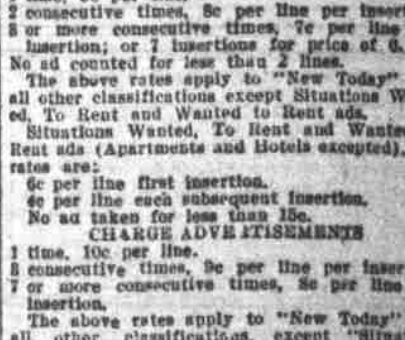 2 consecutive times, 8c per line per insert
8 or more consecutive times, 7c per line
insertion; or 7 insertions for price of 6.
No ad counted for less than 2 lines.
The above rates apply to "New Today"
all other classifications except Situations W
ed, To Rent and Wanted to Rent ads.
Situations Wanted, To Rent and Wante
Rent ads (Apartments and Hotels excepted),
rates are:
6c per line first insertion.
4c per line each subsequent insertion.
No ad taken for less than 15c.
CHARGE ADVERTISEMENTS
1 time, 10c per line.
3 consecutive times, 9c per line per inser
7 or more consecutive times, 8c per line
insertion.
The above rates apply to "New Today"
all other classifications except "Situat